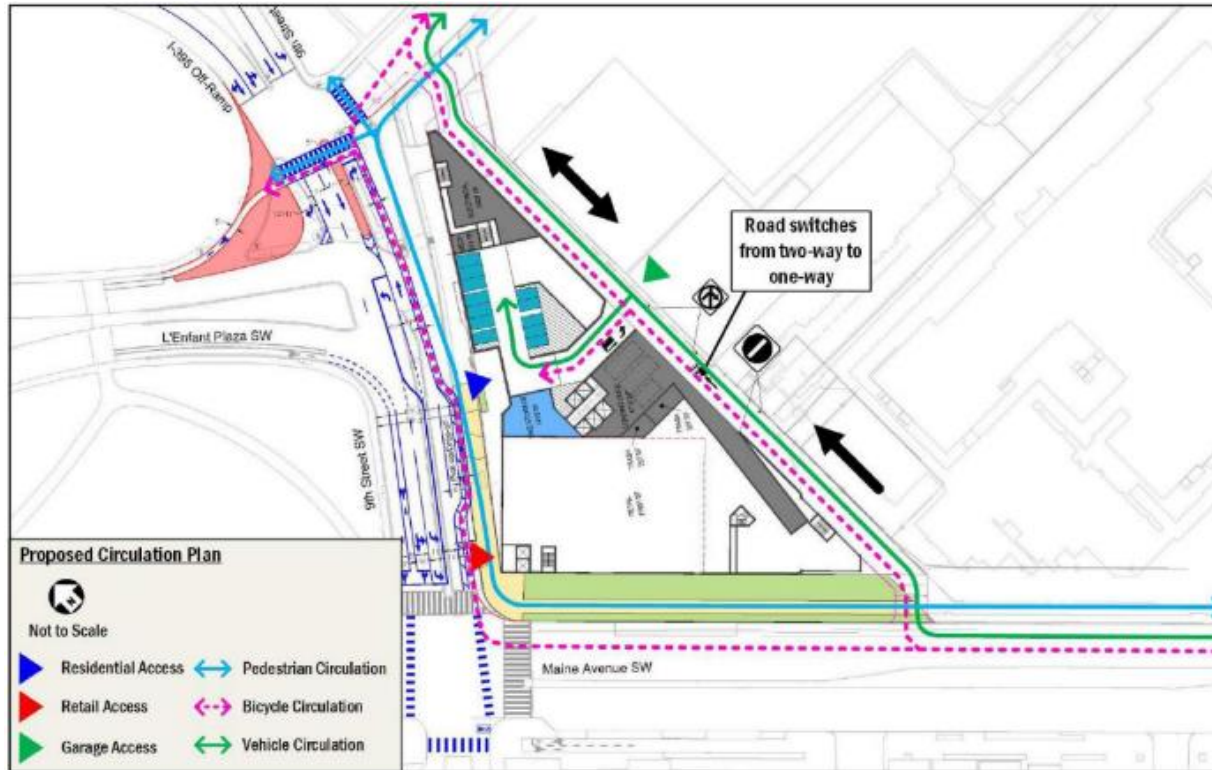 9th Street
I-395 Off-Ramp
Road switches
from two-way to
one-way
L'Enfant Plaza SW
9th Street SW
Maine Avenue SW
Proposed Circulation Plan
Not to Scale
Residential Access
Pedestrian Circulation
Retail Access
Bicycle Circulation
Garage Access
Vehicle Circulation